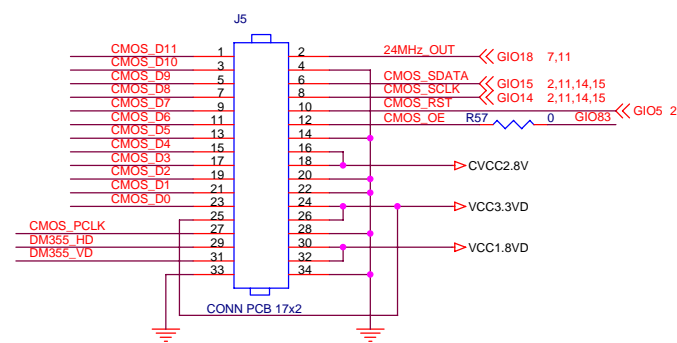 J5
CMOS_D11 1 2 24MHz_OUT GIO18 7,11
CMOS_D10 3 4
CMOS_D9 5 6 CMOS_SDATA GIO15 2,11,14,15
CMOS_D8 7 8 CMOS_SCLK GIO14 2,11,14,15
CMOS_D7 9 10 CMOS_RST GIO5 2
CMOS_D6 11 12 CMOS_OE R57 0 GIO83
CMOS_D5 13 14
CMOS_D4 15 16
CMOS_D3 17 18 CVCC2.8V
CMOS_D2 19 20
CMOS_D1 21 22
CMOS_D0 23 24 VCC3.3VD
25 26
CMOS_PCLK 27 28
DM355_HD 29 30 VCC1.8VD
DM355_VD 31 32
33 34
CONN PCB 17x2